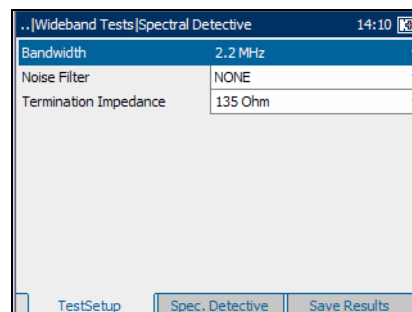 ..|Wideband Tests|Spectral Detective 14:10
Bandwidth 2.2 MHz
Noise Filter NONE
Termination Impedance 135 Ohm
TestSetup Spec. Detective Save Results